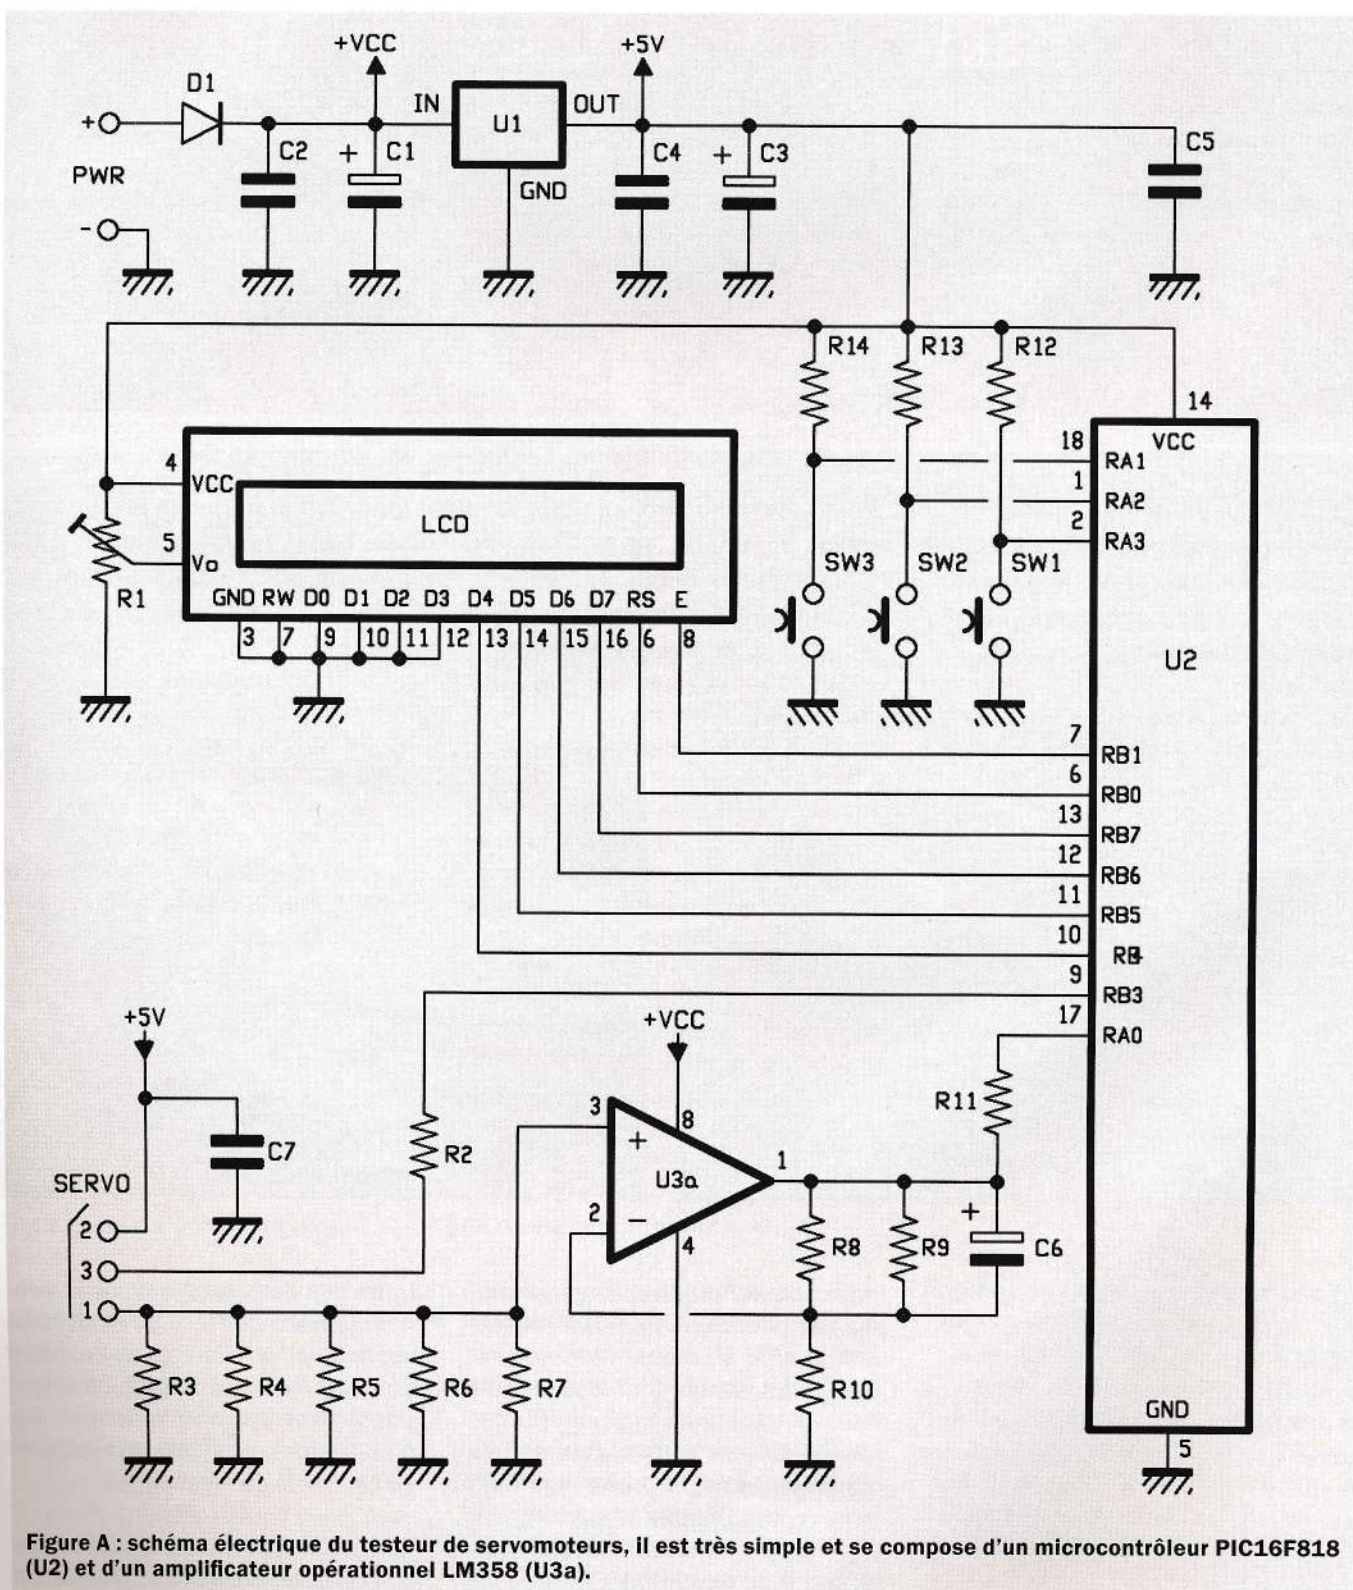 +VCC
+5V
D1
IN
U1
OUT
+
C2
+ C1
C4
+ C3
C5
PWR
GND
-
R14 R13 R12
14
VCC
18 RA1
1 RA2
2 RA3
4 VCC
LCD
5 Vo
R1
GND RW D0 D1 D2 D3 D4 D5 D6 D7 RS E
3 7 9 10 11 12 13 14 15 16 6 8
SW3 SW2 SW1
U2
7 RB1
6 RB0
13 RB7
12 RB6
11 RB5
10 RB4
9 RB3
17 RA0
+5V
+VCC
C7
R2
3 +
8
U3a
1
2 -
4
R11
SERVO
2
3
1
R8 R9 + C6
R3 R4 R5 R6 R7
R10
GND
5
Figure A : schéma électrique du testeur de servomoteurs, il est très simple et se compose d'un microcontrôleur PIC16F818
(U2) et d'un amplificateur opérationnel LM358 (U3a).